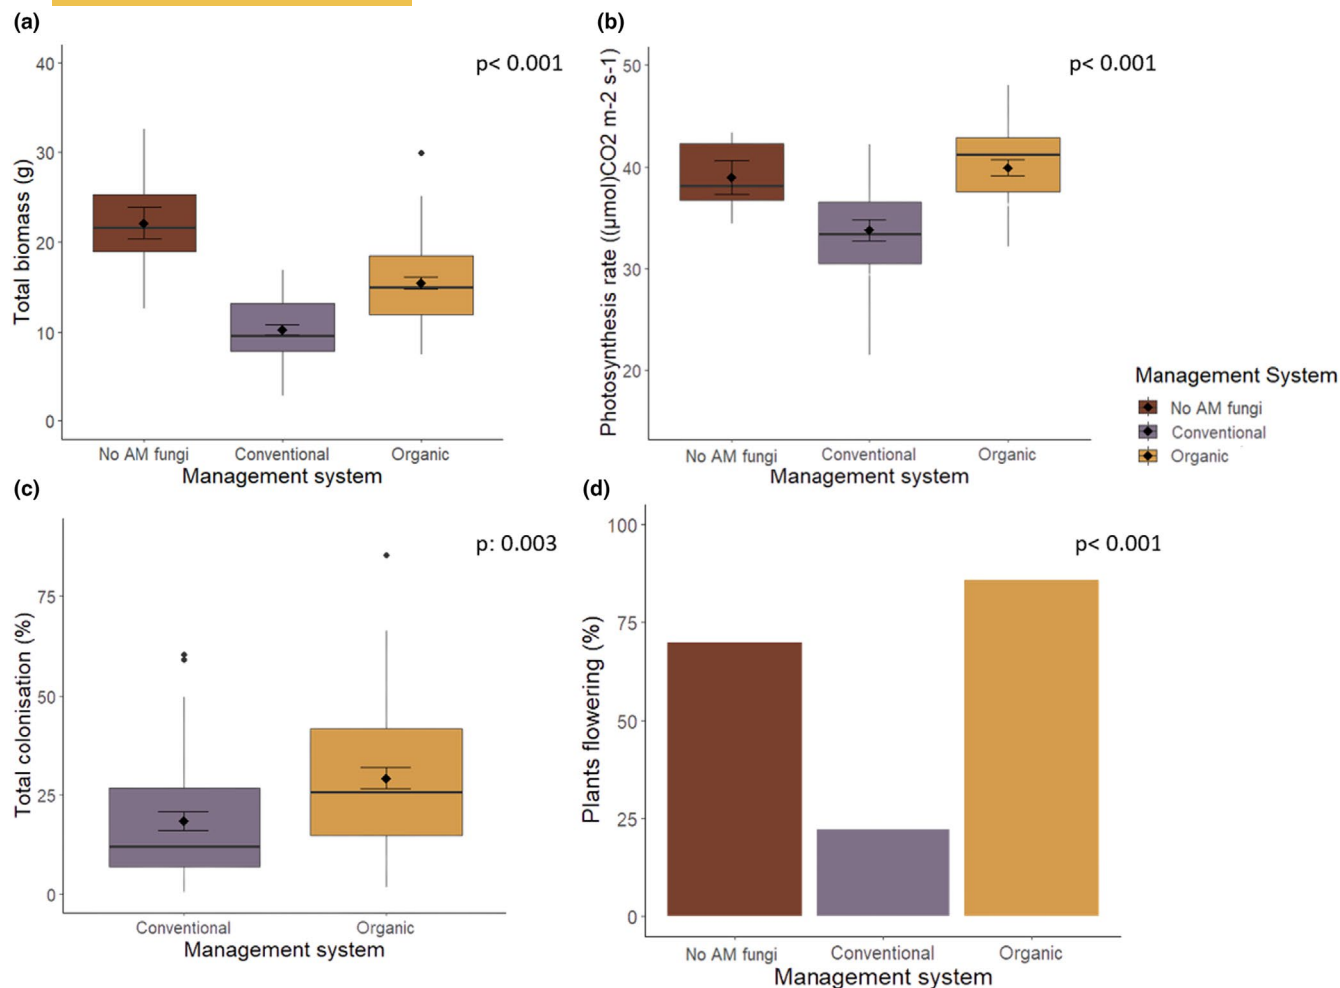 (a)
p< 0.001
40
30
20
10
0
Total biomass (g)
No AM fungi Conventional Organic
Management system
(b)
p< 0.001
50
40
30
20
Photosynthesis rate ((μmol)CO2 m-2 s-1)
No AM fungi Conventional Organic
Management system
Management System
No AM fungi
Conventional
Organic
(c)
p: 0.003
75
50
25
0
Total colonisation (%)
Conventional Organic
Management system
(d)
p< 0.001
100
75
50
25
0
Plants flowering (%)
No AM fungi Conventional Organic
Management system